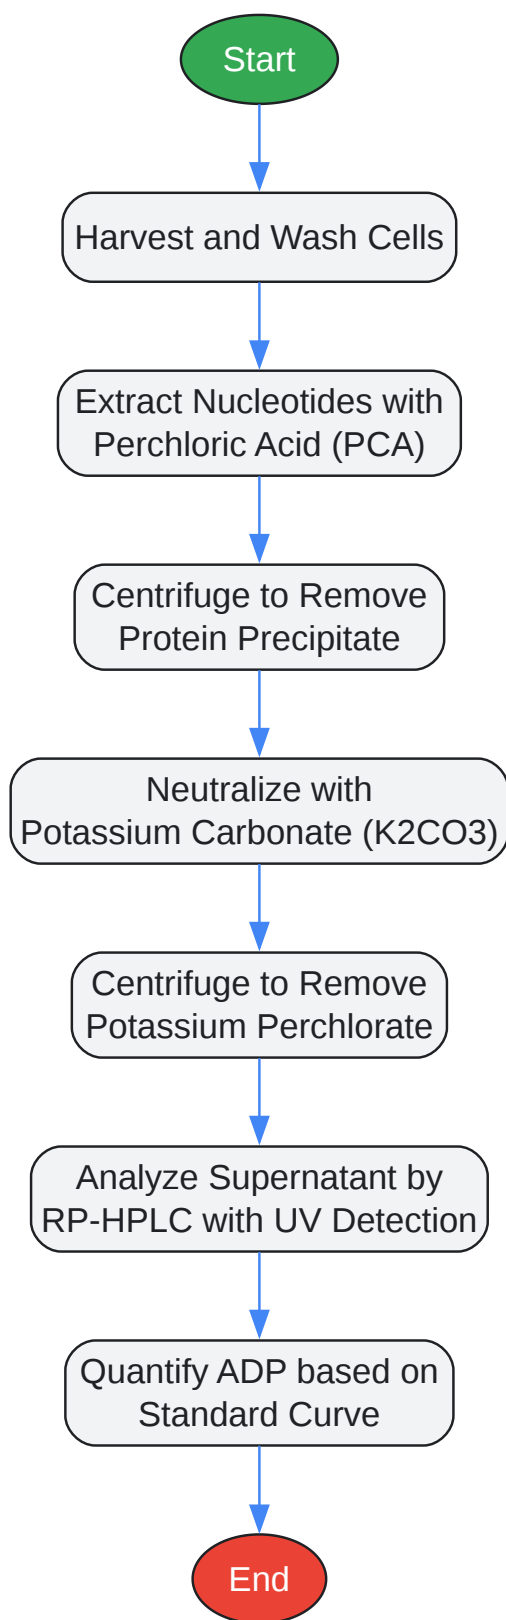 Start
Harvest and Wash Cells
Extract Nucleotides with
Perchloric Acid (PCA)
Centrifuge to Remove
Protein Precipitate
Neutralize with
Potassium Carbonate (K2CO3)
Centrifuge to Remove
Potassium Perchlorate
Analyze Supernatant by
RP-HPLC with UV Detection
Quantify ADP based on
Standard Curve
End